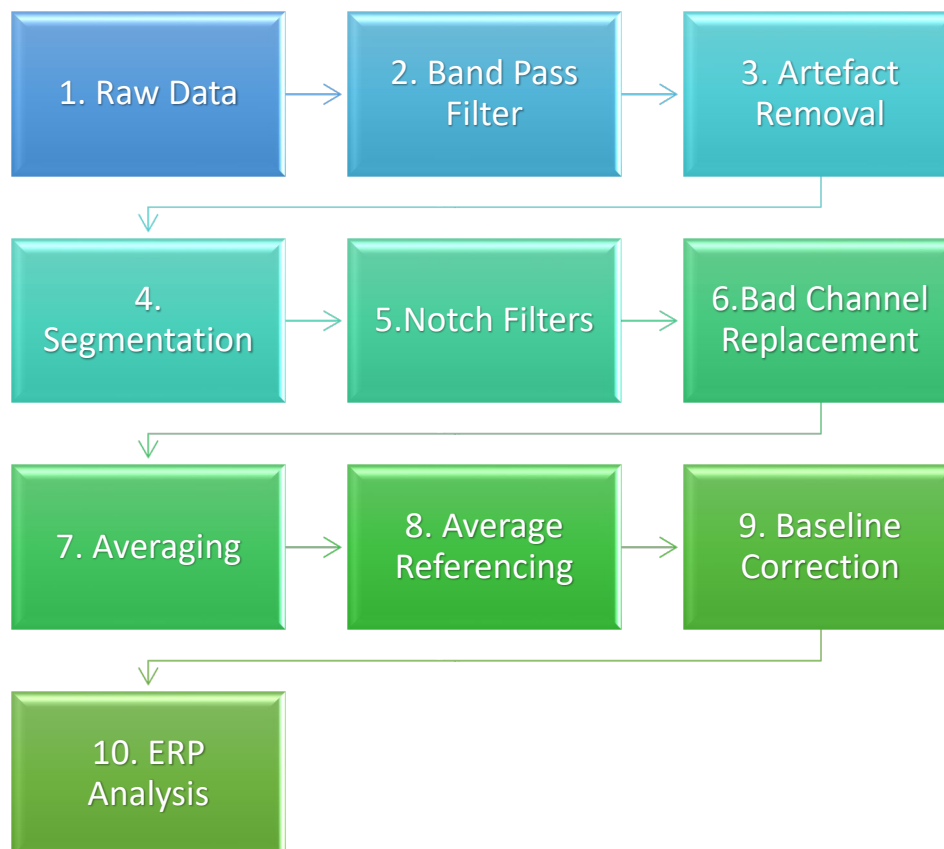 1. Raw Data
2. Band Pass
Filter
3. Artefact
Removal
4.
Segmentation
5.Notch Filters
6.Bad Channel
Replacement
7. Averaging
8. Average
Referencing
9. Baseline
Correction
10. ERP
Analysis